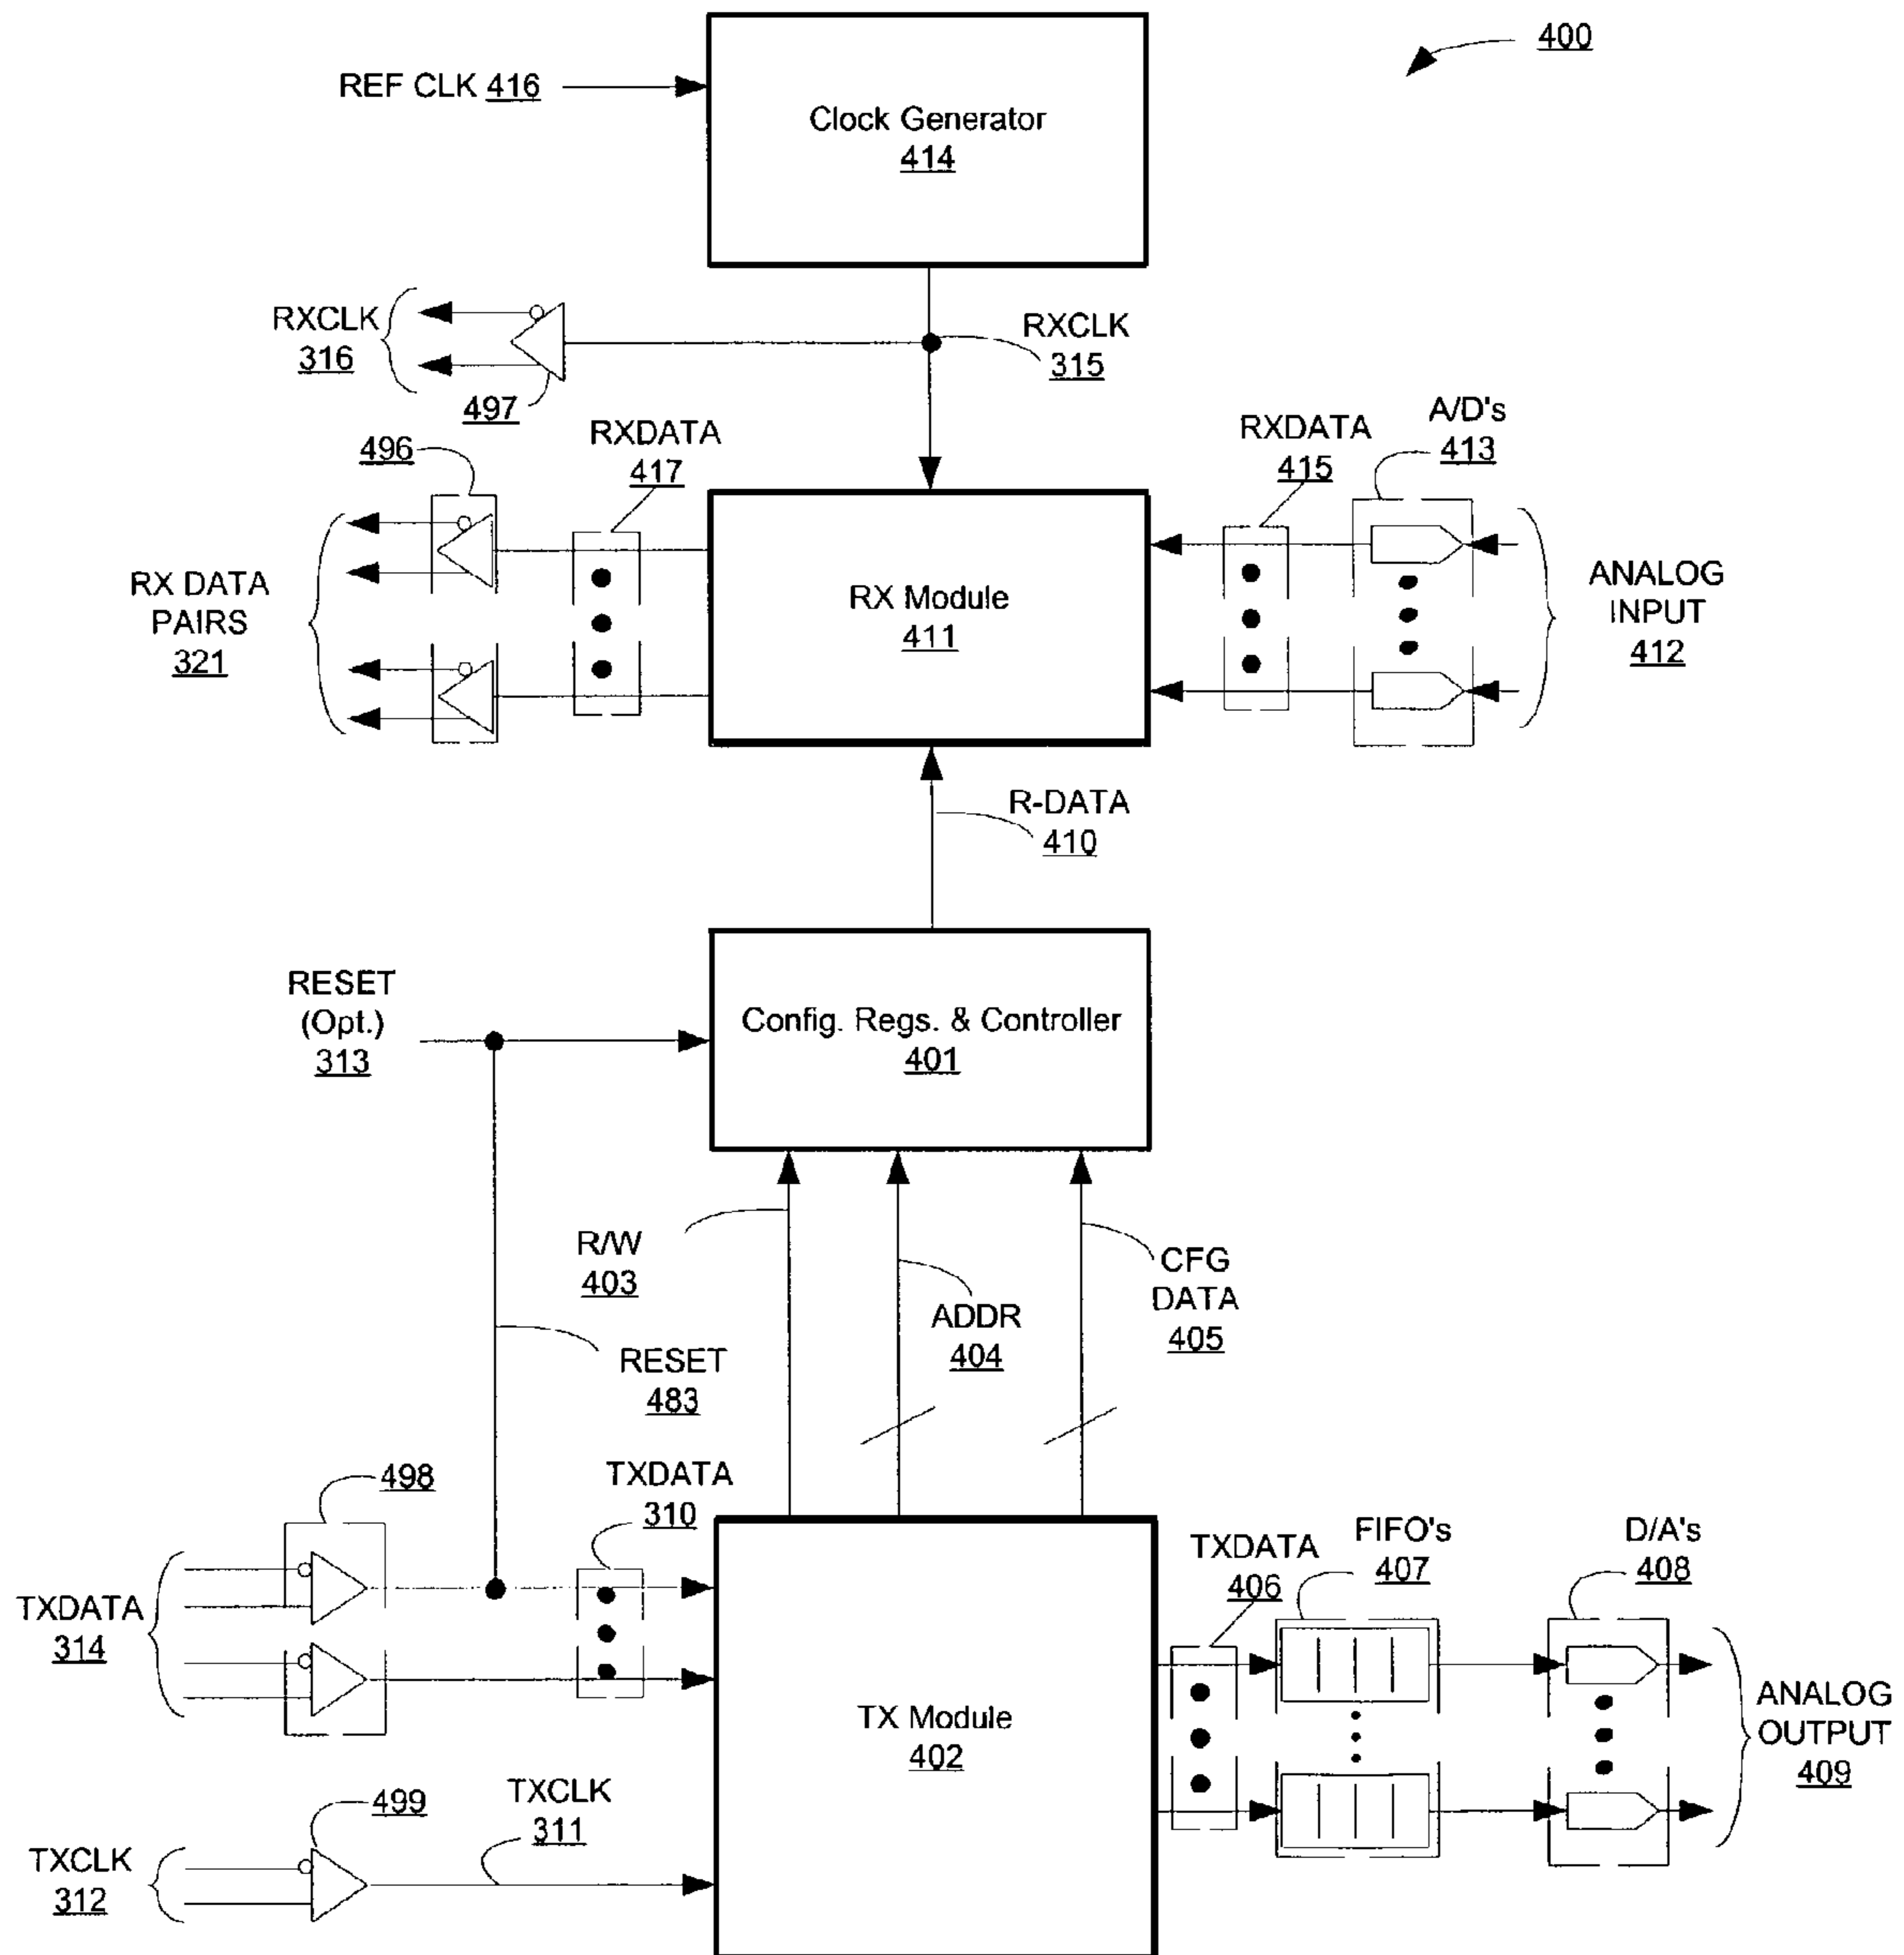 400
REF CLK 416
Clock Generator
414
RXCLK
316
497
RXCLK
315
496
RXDATA
417
RXDATA
415
A/D's
413
RX DATA
PAIRS
321
RX Module
411
ANALOG
INPUT
412
R-DATA
410
RESET
(Opt.)
313
Config. Regs. & Controller
401
R/W
403
ADDR
404
CFG
DATA
405
RESET
483
498
TXDATA
310
TXDATA
314
TX Module
402
TXDATA
406
FIFO's
407
D/A's
408
ANALOG
OUTPUT
409
499
TXCLK
311
TXCLK
312